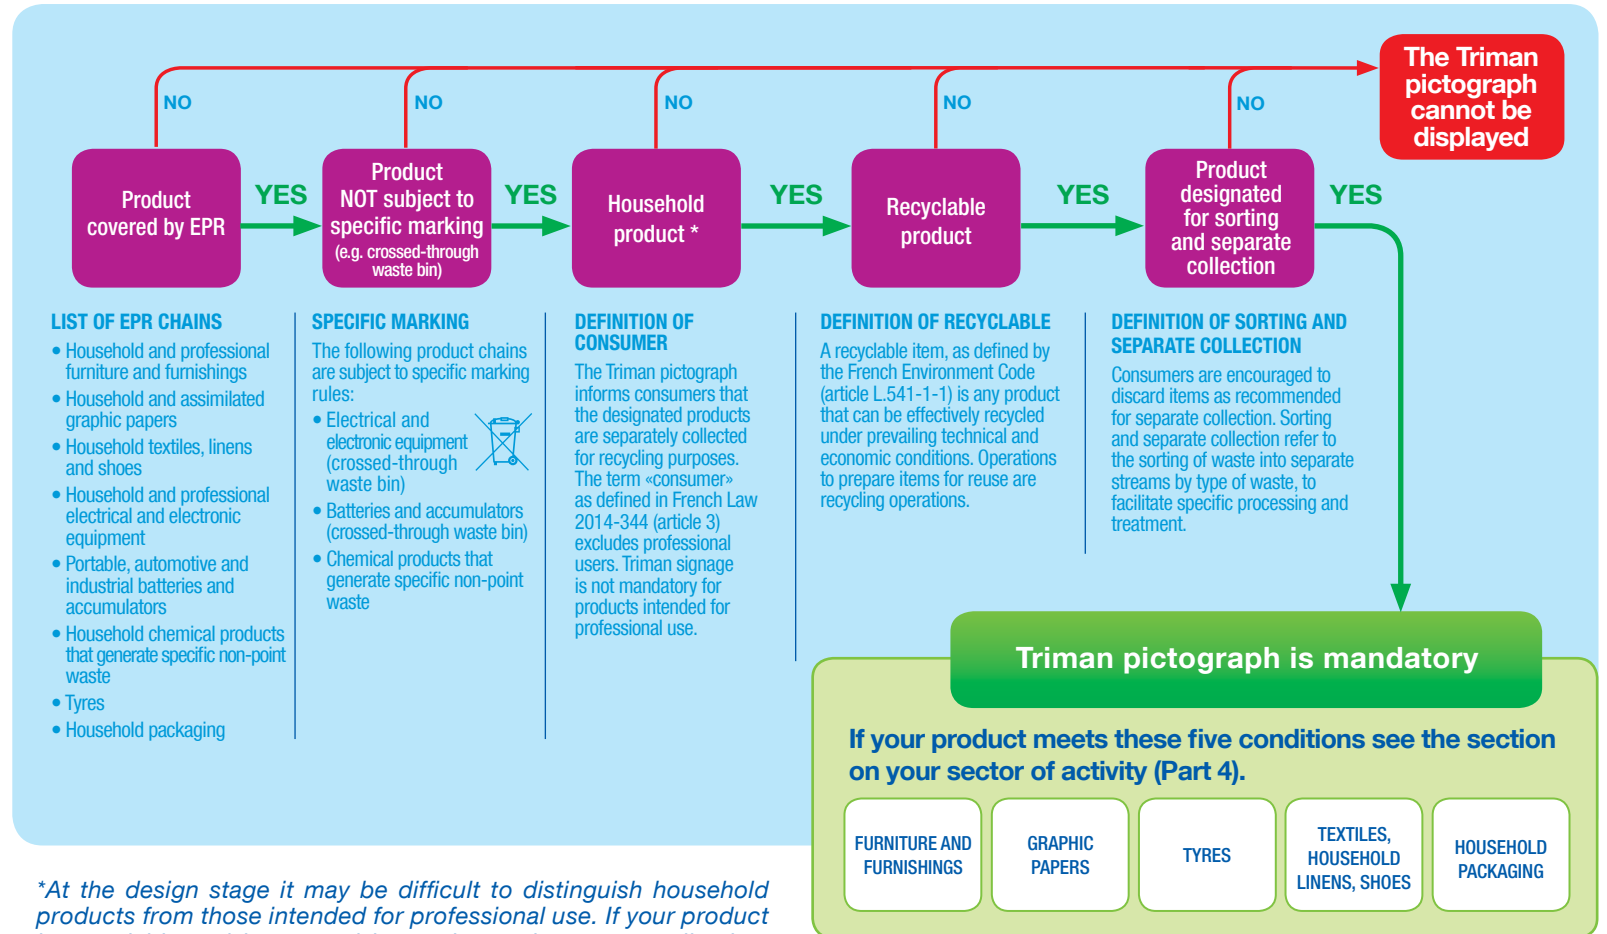 The Triman
pictograph
cannot be
displayed
NO
NO
NO
NO
NO
Product
covered by EPR
YES
Product
NOT subject to
specific marking
(e.g. crossed-through
waste bin)
YES
Household
product *
YES
Recyclable
product
YES
Product
designated
for sorting
and separate
collection
YES
LIST OF EPR CHAINS
• Household and professional
furniture and furnishings
• Household and assimilated
graphic papers
• Household textiles, linens
and shoes
• Household and professional
electrical and electronic
equipment
• Portable, automotive and
industrial batteries and
accumulators
• Household chemical products
that generate specific non-point
waste
• Tyres
• Household packaging
SPECIFIC MARKING
The following product chains
are subject to specific marking
rules:
• Electrical and
electronic equipment
(crossed-through
waste bin)
• Batteries and accumulators
(crossed-through waste bin)
• Chemical products that
generate specific non-point
waste
DEFINITION OF
CONSUMER
The Triman pictograph
informs consumers that
the designated products
are separately collected
for recycling purposes.
The term «consumer»
as defined in French Law
2014-344 (article 3)
excludes professional
users. Triman signage
is not mandatory for
products intended for
professional use.
DEFINITION OF RECYCLABLE
A recyclable item, as defined by
the French Environment Code
(article L.541-1-1) is any product
that can be effectively recycled
under prevailing technical and
economic conditions. Operations
to prepare items for reuse are
recycling operations.
DEFINITION OF SORTING AND
SEPARATE COLLECTION
Consumers are encouraged to
discard items as recommended
for separate collection. Sorting
and separate collection refer to
the sorting of waste into separate
streams by type of waste, to
facilitate specific processing and
treatment.
Triman pictograph is mandatory
If your product meets these five conditions see the section
on your sector of activity (Part 4).
FURNITURE AND
FURNISHINGS
GRAPHIC
PAPERS
TYRES
TEXTILES,
HOUSEHOLD
LINENS, SHOES
HOUSEHOLD
PACKAGING
*At the design stage it may be difficult to distinguish household
products from those intended for professional use. If your product